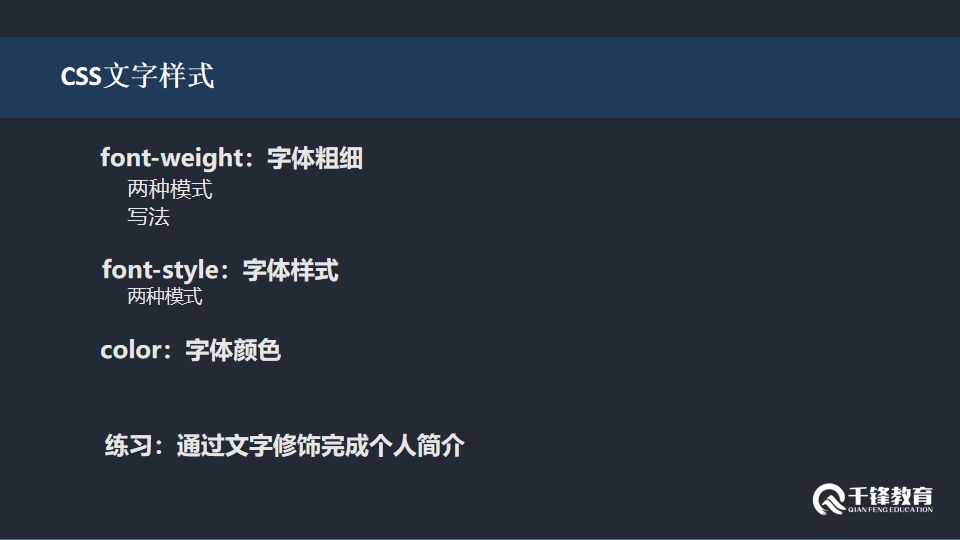 CSS文字样式
font-weight：字体粗细
两种模式
写法
font-style：字体样式
两种模式
color：字体颜色
练习：通过文字修饰完成个人简介
千锋教育
QIAN FENG EDUCATION